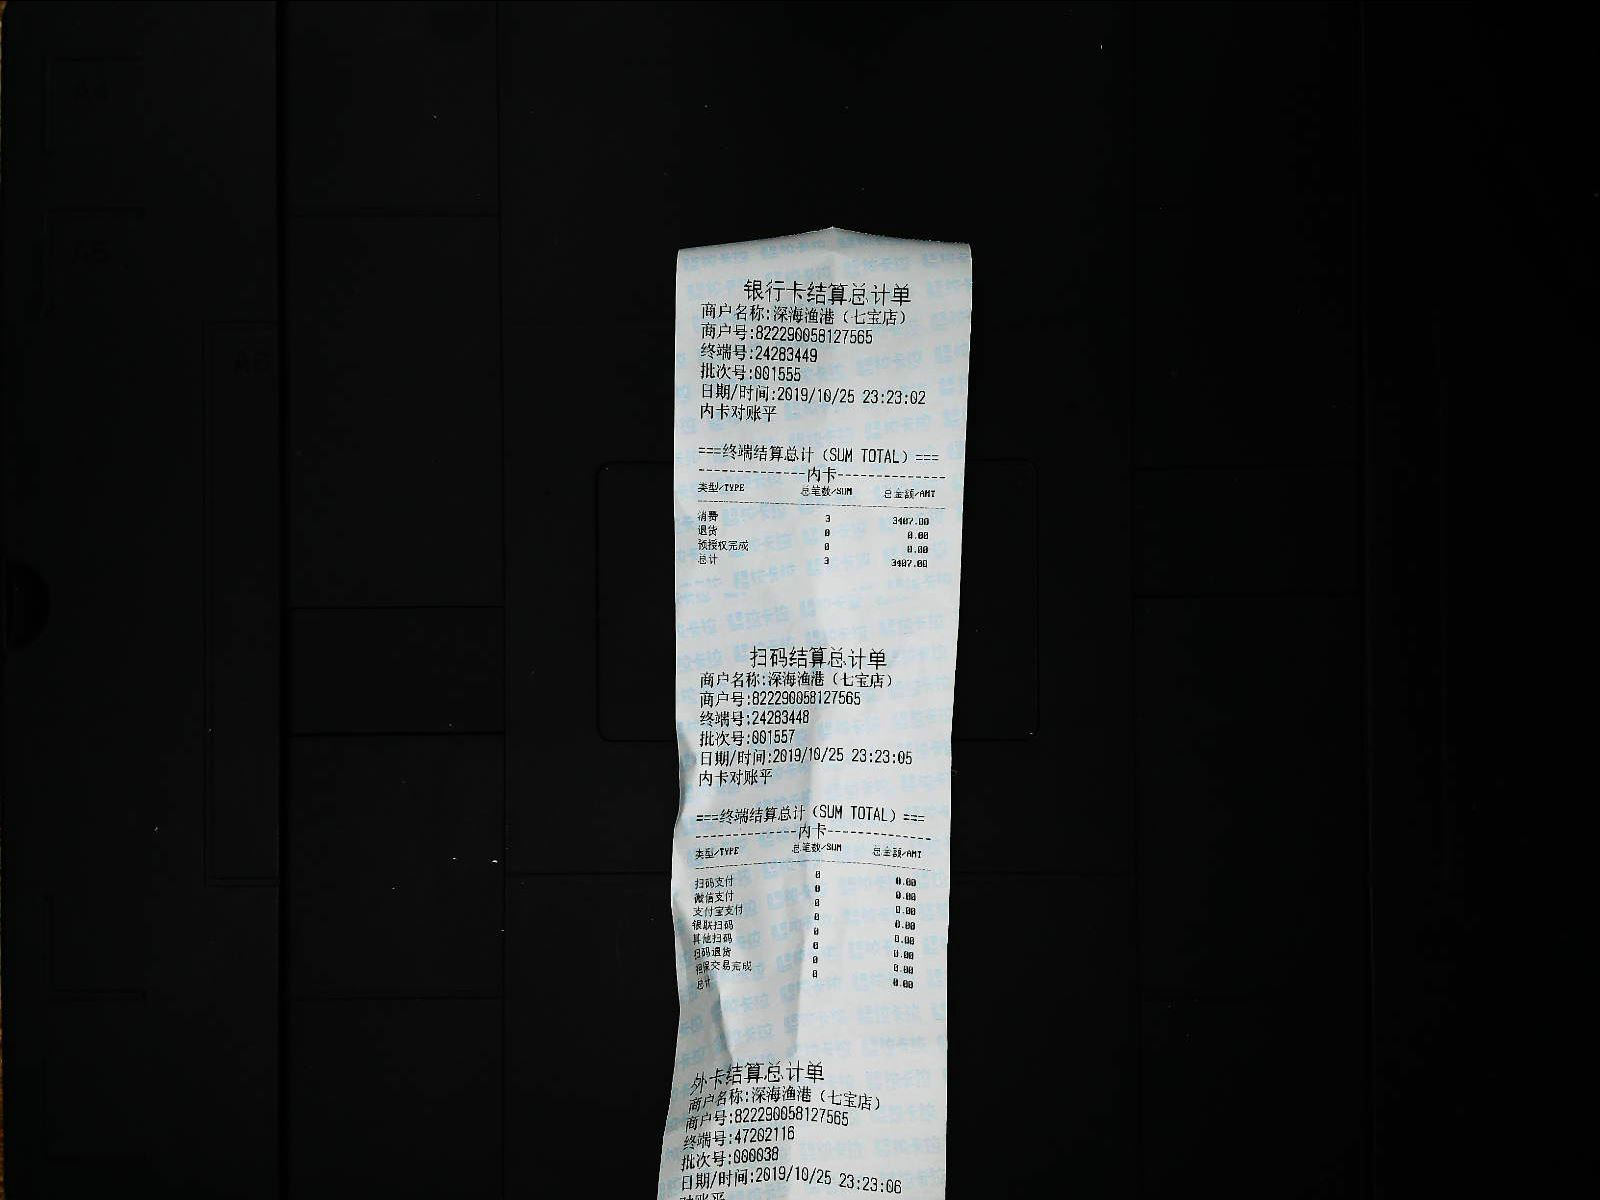 银行卡结算总计单
商户名称:深海渔港（七宝店）
商户号:822290058127565
终端号:24283449
批次号:001555
日期/时间:2019/10/25 23:23:02
内卡对账平
===终端结算总计（SUM TOTAL）===
--------------内卡--------------
类型/TYPE 总笔数/SUM 总金额/AMT
消费 3 3407.00
退货 0 0.00
预授权完成 0 0.00
总计 3 3407.00
扫码结算总计单
商户名称:深海渔港（七宝店）
商户号:822290058127565
终端号:24283448
批次号:001557
日期/时间:2019/10/25 23:23:05
内卡对账平
===终端结算总计（SUM TOTAL）===
--------------内卡--------------
类型/TYPE 总笔数/SUM 总金额/AMT
扫码支付 0 0.00
微信支付 0 0.00
支付宝支付 0 0.00
银联扫码 0 0.00
其他扫码 0 0.00
扫码退货 0 0.00
担保交易完成 0 0.00
总计 0 0.00
外卡结算总计单
商户名称:深海渔港（七宝店）
商户号:822290058127565
终端号:47202116
批次号:000038
日期/时间:2019/10/25 23:23:06
对账平